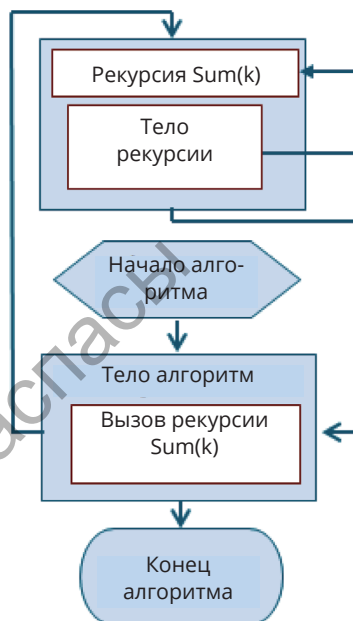 Рекурсия Sum(k)
Тело
рекурсии
Начало алго-
ритма
Тело алгоритм
Вызов рекурсии
Sum(k)
Конец
алгоритма